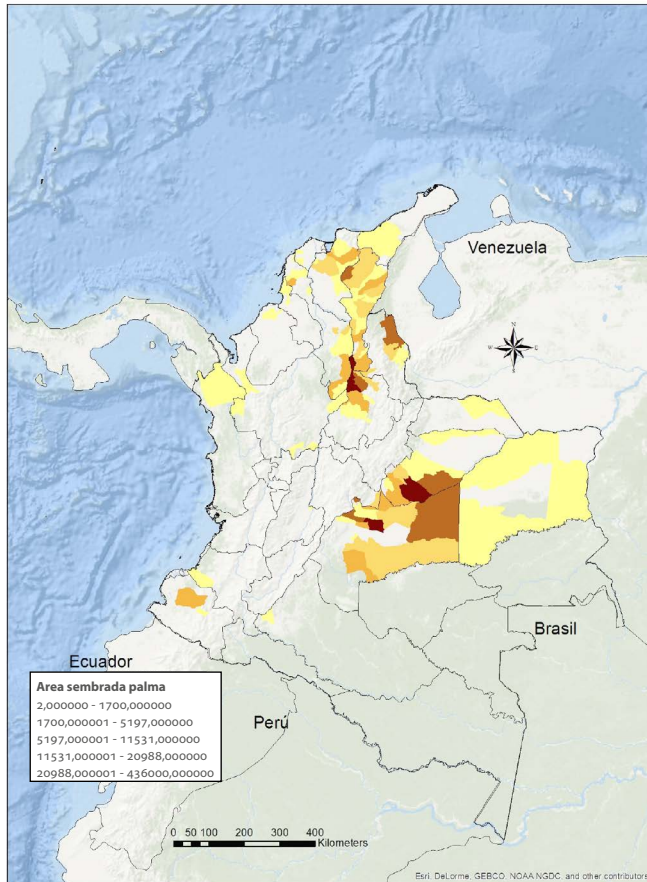 Venezuela
N
W E
S
Brasil
Ecuador
Area sembrada palma
2,000000 - 1700,000000
1700,000001 - 5197,000000
5197,000001 - 11531,000000
11531,000001 - 20988,000000
20988,000001 - 436000,000000
Perú
0 50 100 200 300 400
Kilometers
Esri, DeLorme, GEBCO, NOAA NGDC, and other contributors